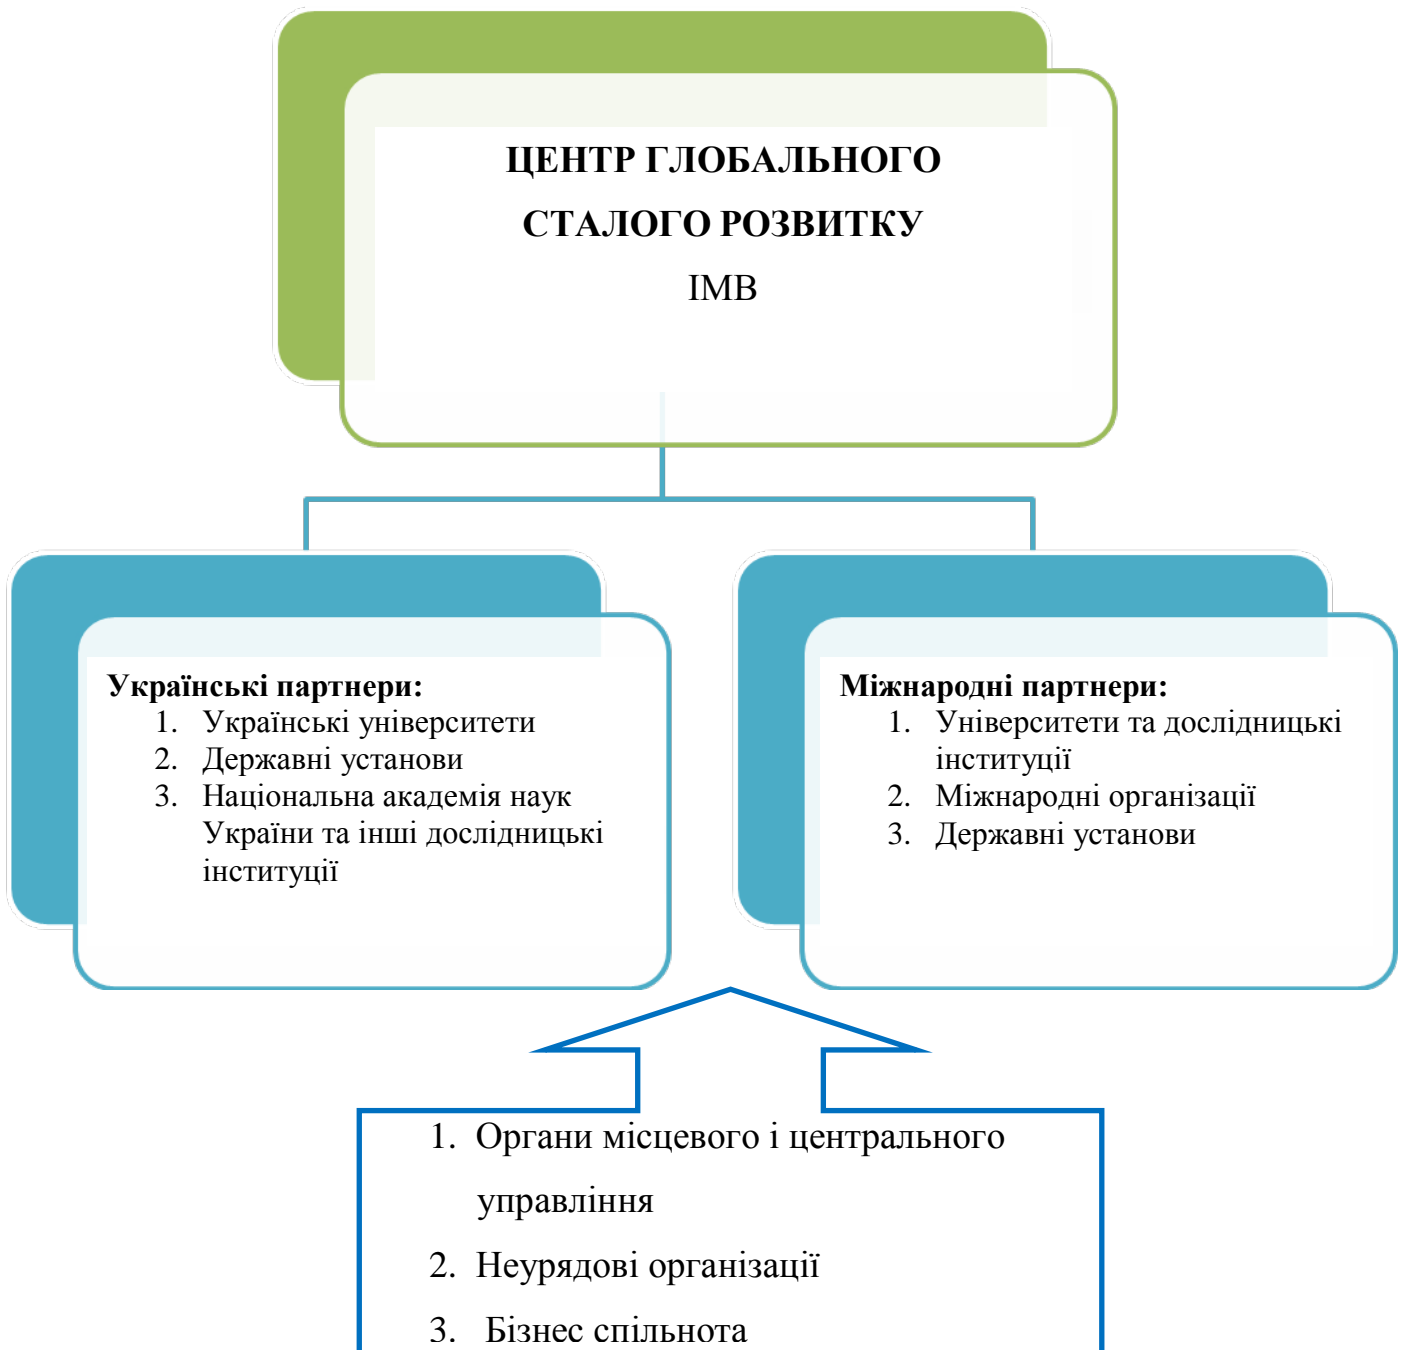 ЦЕНТР ГЛОБАЛЬНОГО
СТАЛОГО РОЗВИТКУ
ІМВ
Українські партнери:
1. Українські університети
2. Державні установи
3. Національна академія наук
України та інші дослідницькі
інституції
Міжнародні партнери:
1. Університети та дослідницькі
інституції
2. Міжнародні організації
3. Державні установи
1. Органи місцевого і центрального
управління
2. Неурядові організації
3. Бізнес спільнота